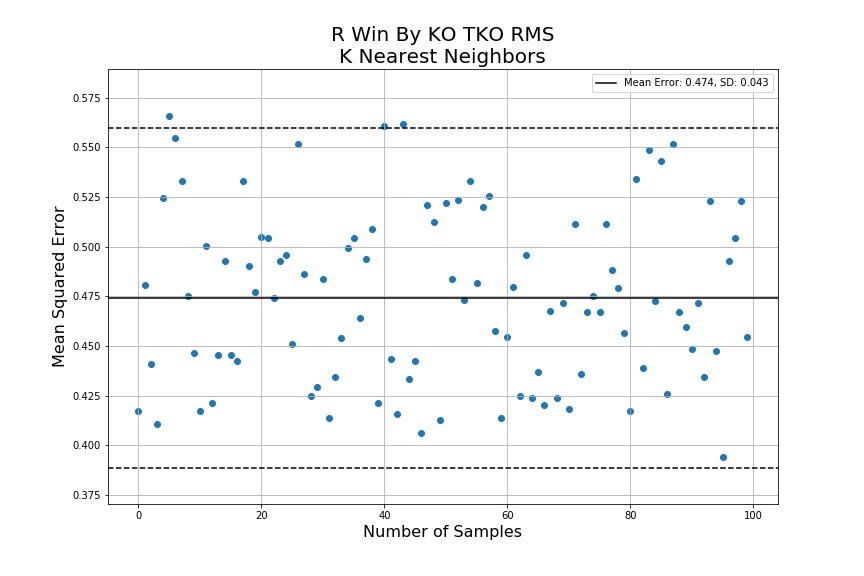 R Win By KO TKO RMS
K Nearest Neighbors
Mean Error: 0.474, SD: 0.043
Mean Squared Error
0.575
0.550
0.525
0.500
0.475
0.450
0.425
0.400
0.375
0 20 40 60 80 100
Number of Samples